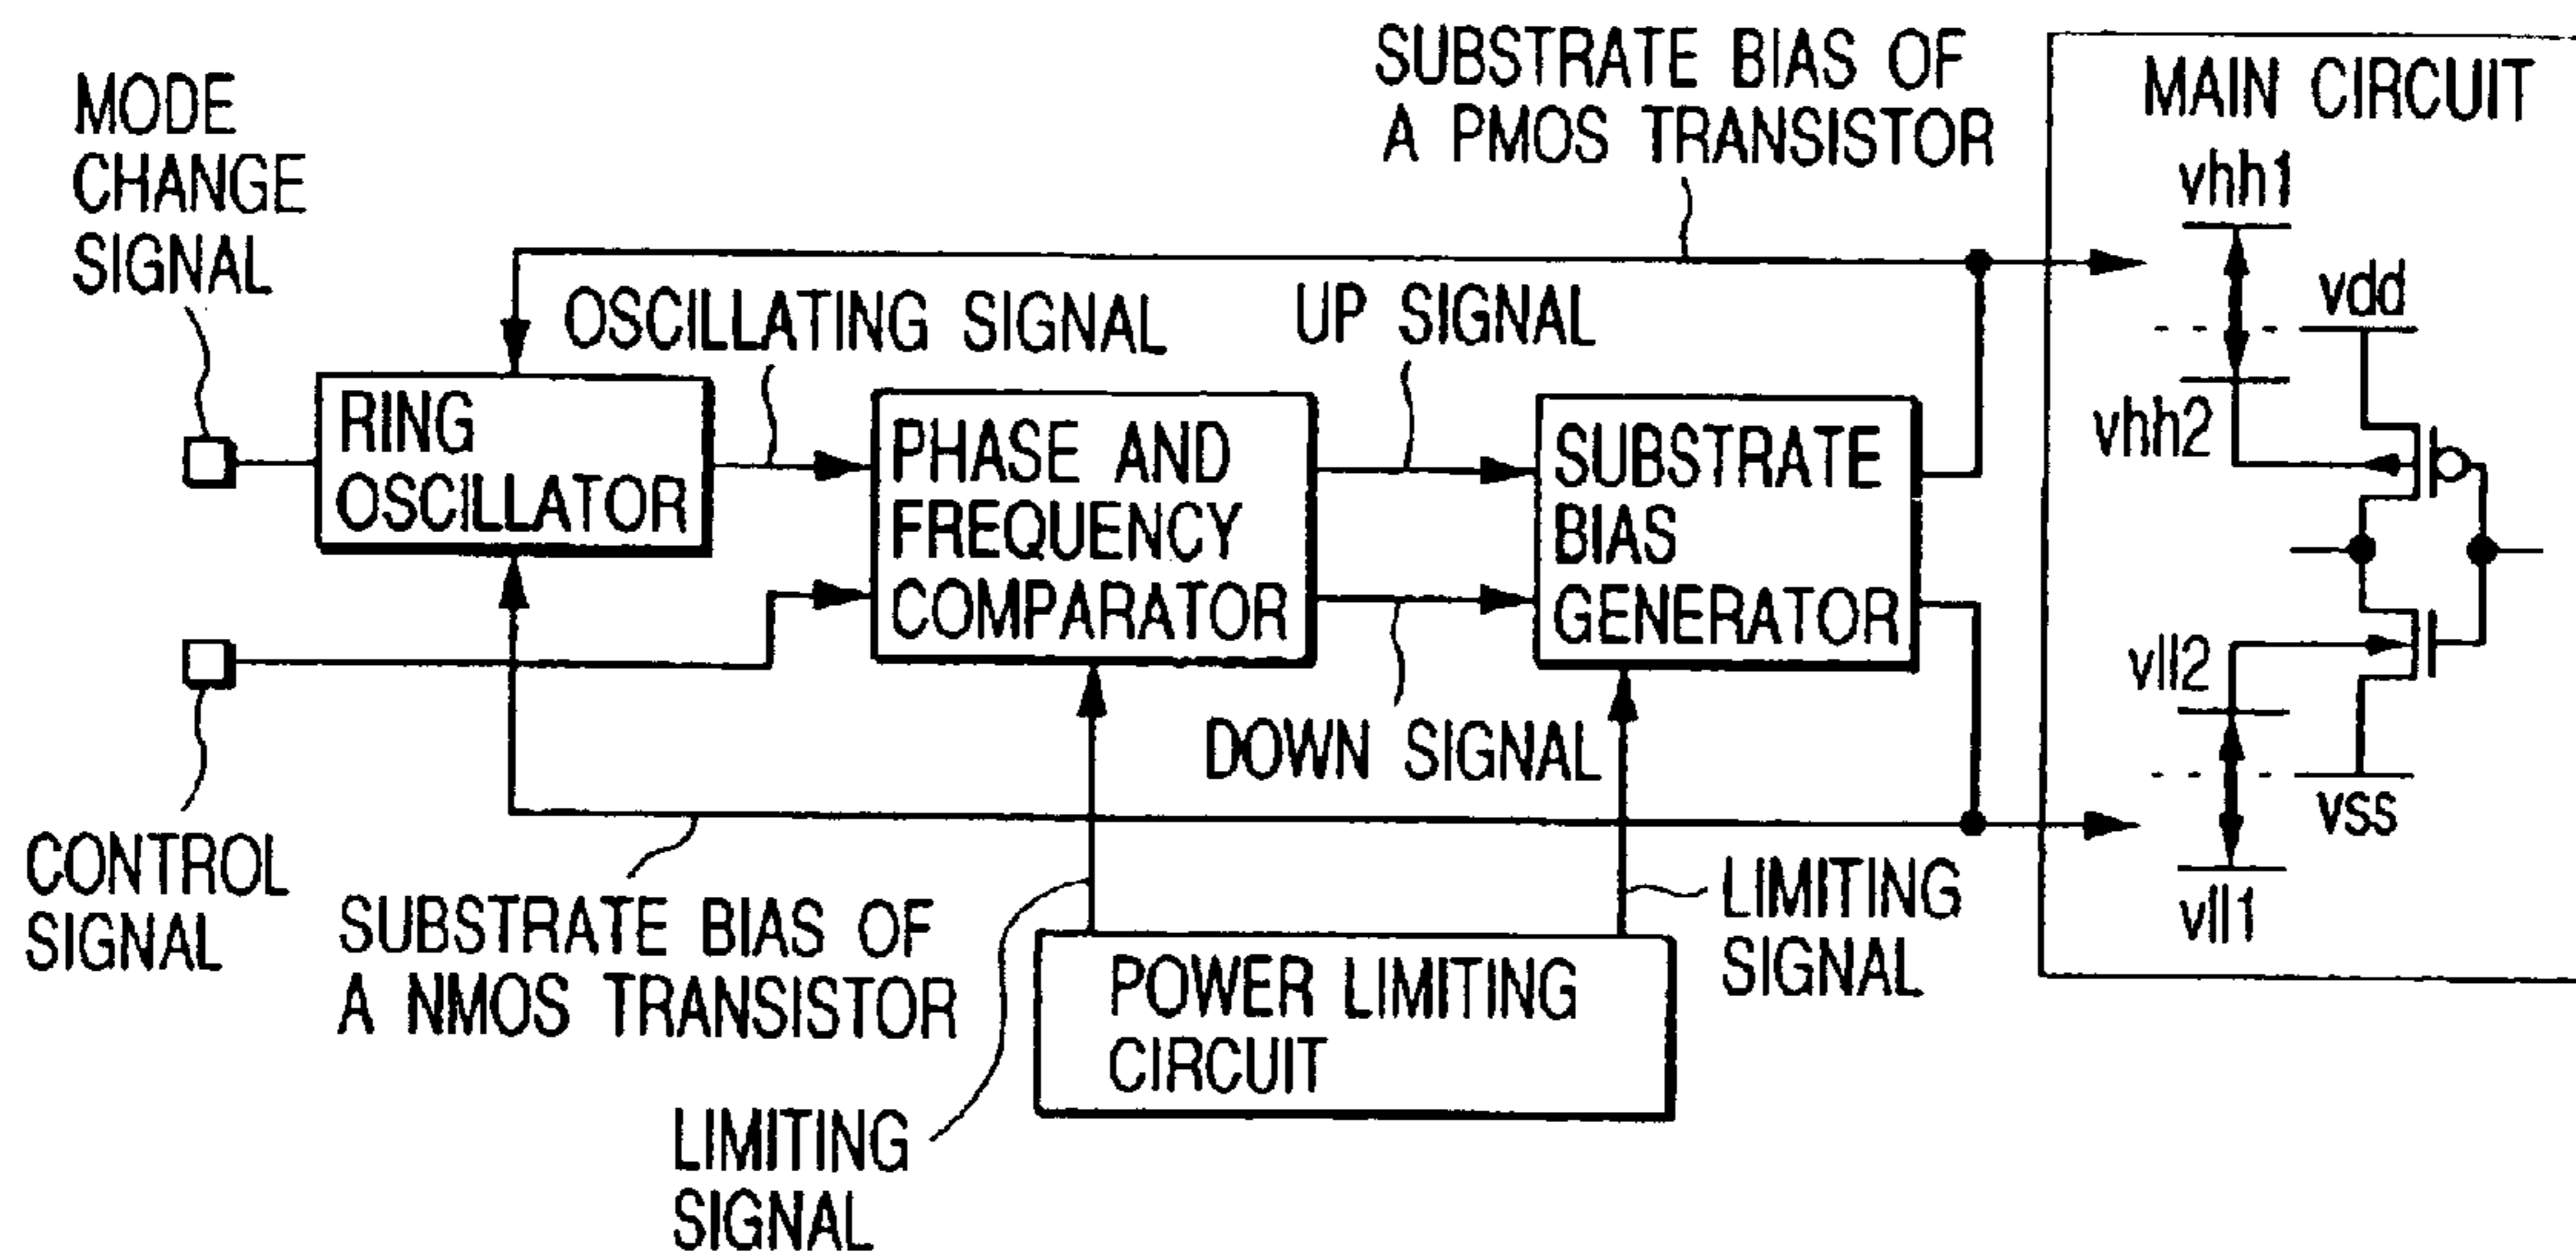 SUBSTRATE BIAS OF
A PMOS TRANSISTOR
MAIN CIRCUIT
MODE
CHANGE
SIGNAL
vhh1
vdd
OSCILLATING SIGNAL
UP SIGNAL
RING
OSCILLATOR
PHASE AND
FREQUENCY
COMPARATOR
SUBSTRATE
BIAS
GENERATOR
vhh2
vll2
DOWN SIGNAL
vss
CONTROL
SIGNAL
SUBSTRATE BIAS OF
A NMOS TRANSISTOR
LIMITING
SIGNAL
vll1
POWER LIMITING
CIRCUIT
LIMITING
SIGNAL